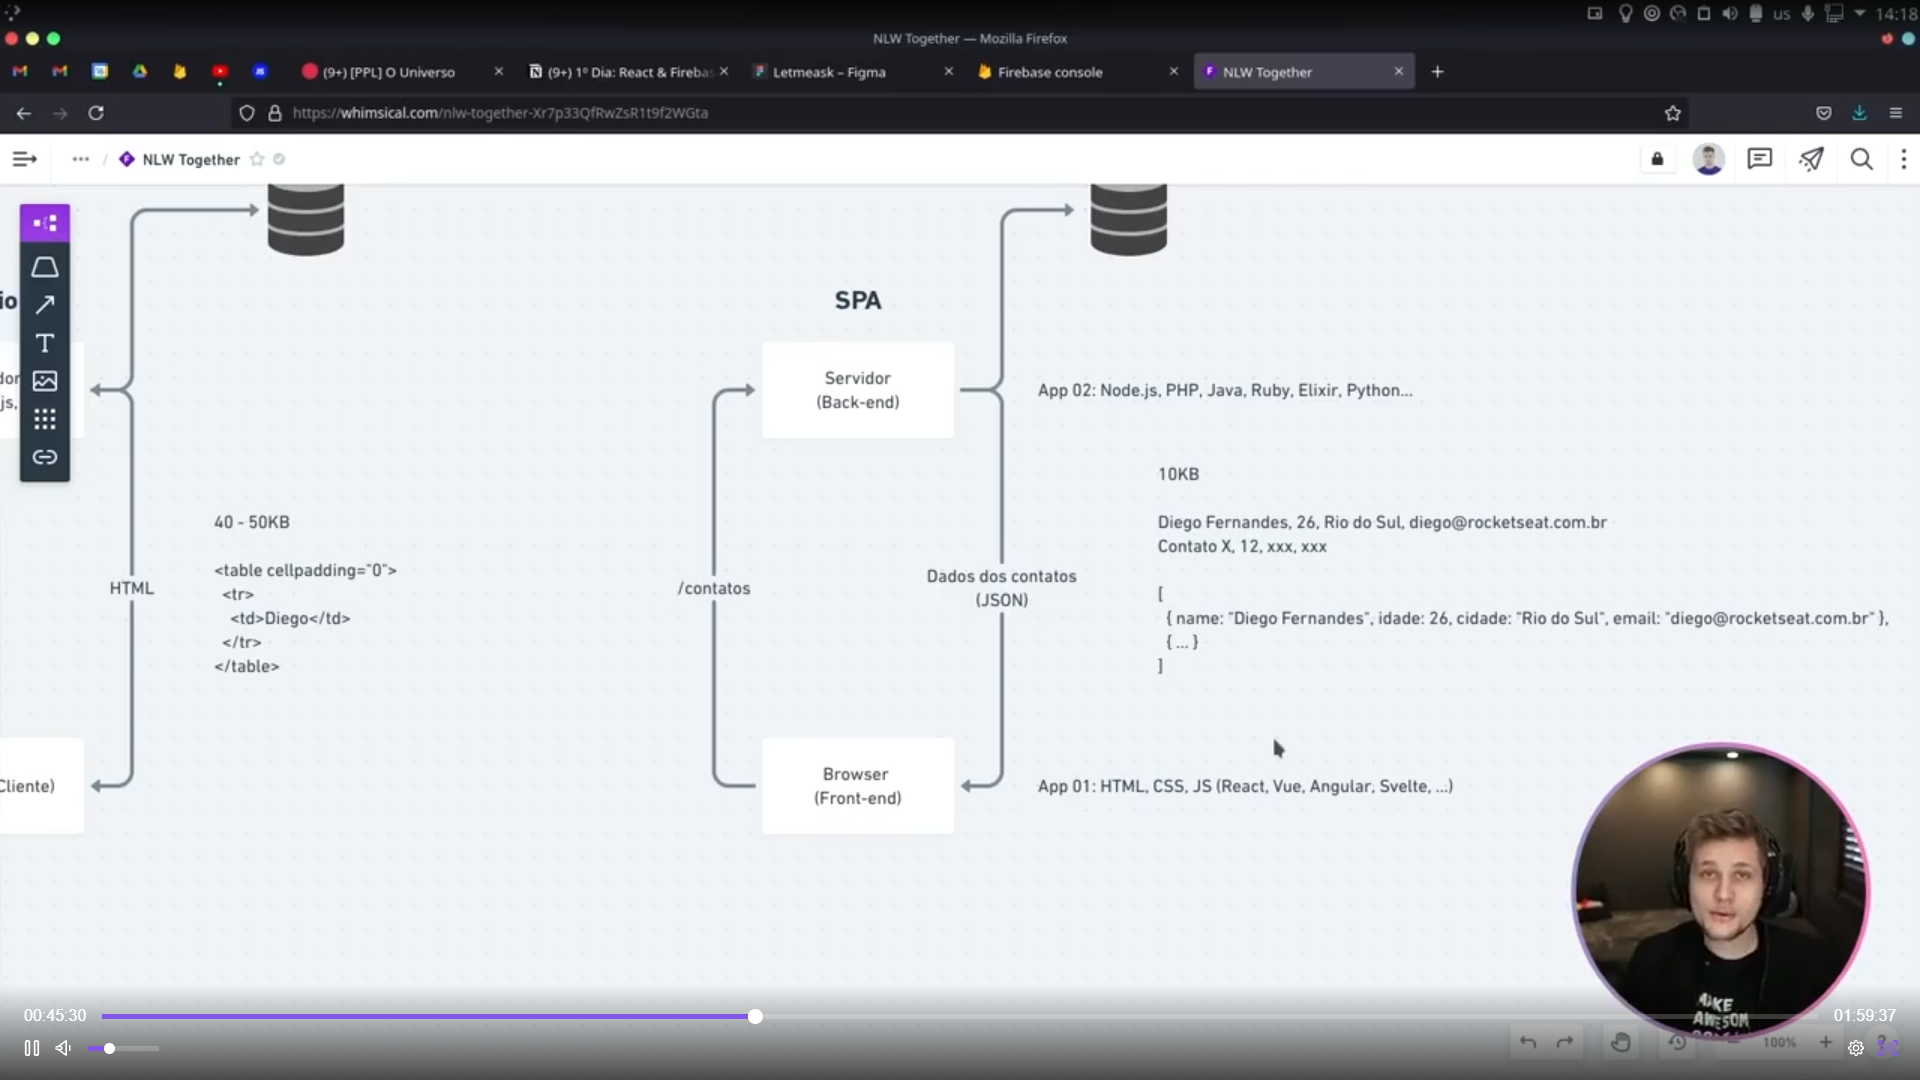 us
14:18
NLW Together — Mozilla Firefox
(9+) [PPL] O Universo
(9+) 1º Dia: React & Firebas
Letmeask – Figma
Firebase console
NLW Together
https://whimsical.com/nlw-together-Xr7p33QfRwZsR1t9f2WGta
NLW Together
SPA
Servidor
(Back-end)
js,
App 02: Node.js, PHP, Java, Ruby, Elixir, Python...
10KB
40 - 50KB
Diego Fernandes, 26, Rio do Sul, diego@rocketseat.com.br
Contato X, 12, xxx, xxx
<table cellpadding="0">
<tr>
<td>Diego</td>
</tr>
</table>
HTML
/contatos
Dados dos contatos
(JSON)
[
{ name: "Diego Fernandes", idade: 26, cidade: "Rio do Sul", email: "diego@rocketseat.com.br" },
{ ... }
]
Cliente)
Browser
(Front-end)
App 01: HTML, CSS, JS (React, Vue, Angular, Svelte, ...)
MAKE
AWESOM
00:45:30
01:59:37
100%